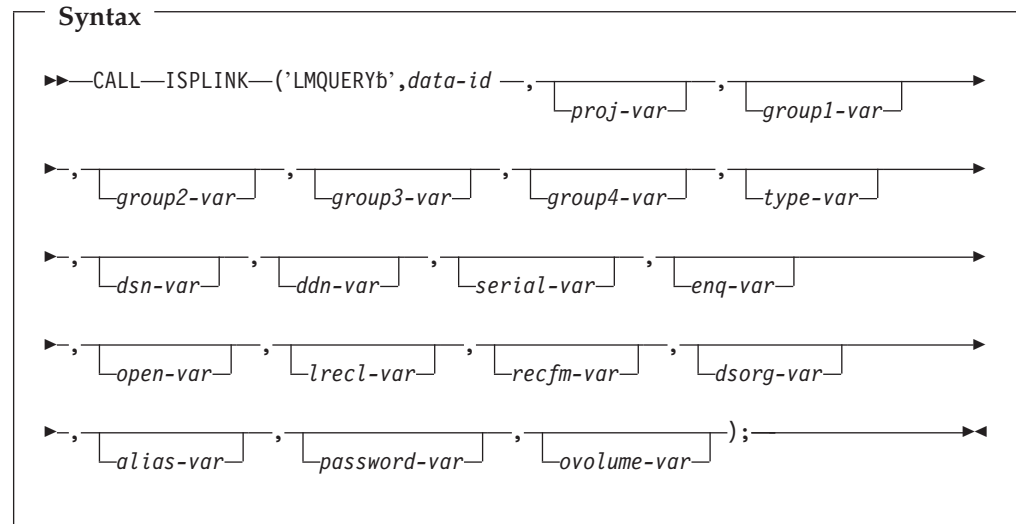 Syntax
CALL ISPLINK ('LMQUERYƀ',data-id , proj-var , group1-var
, group2-var , group3-var , group4-var , type-var
, dsn-var , ddn-var , serial-var , enq-var
, open-var , lrecl-var , recfm-var , dsorg-var
, alias-var , password-var , ovolume-var );